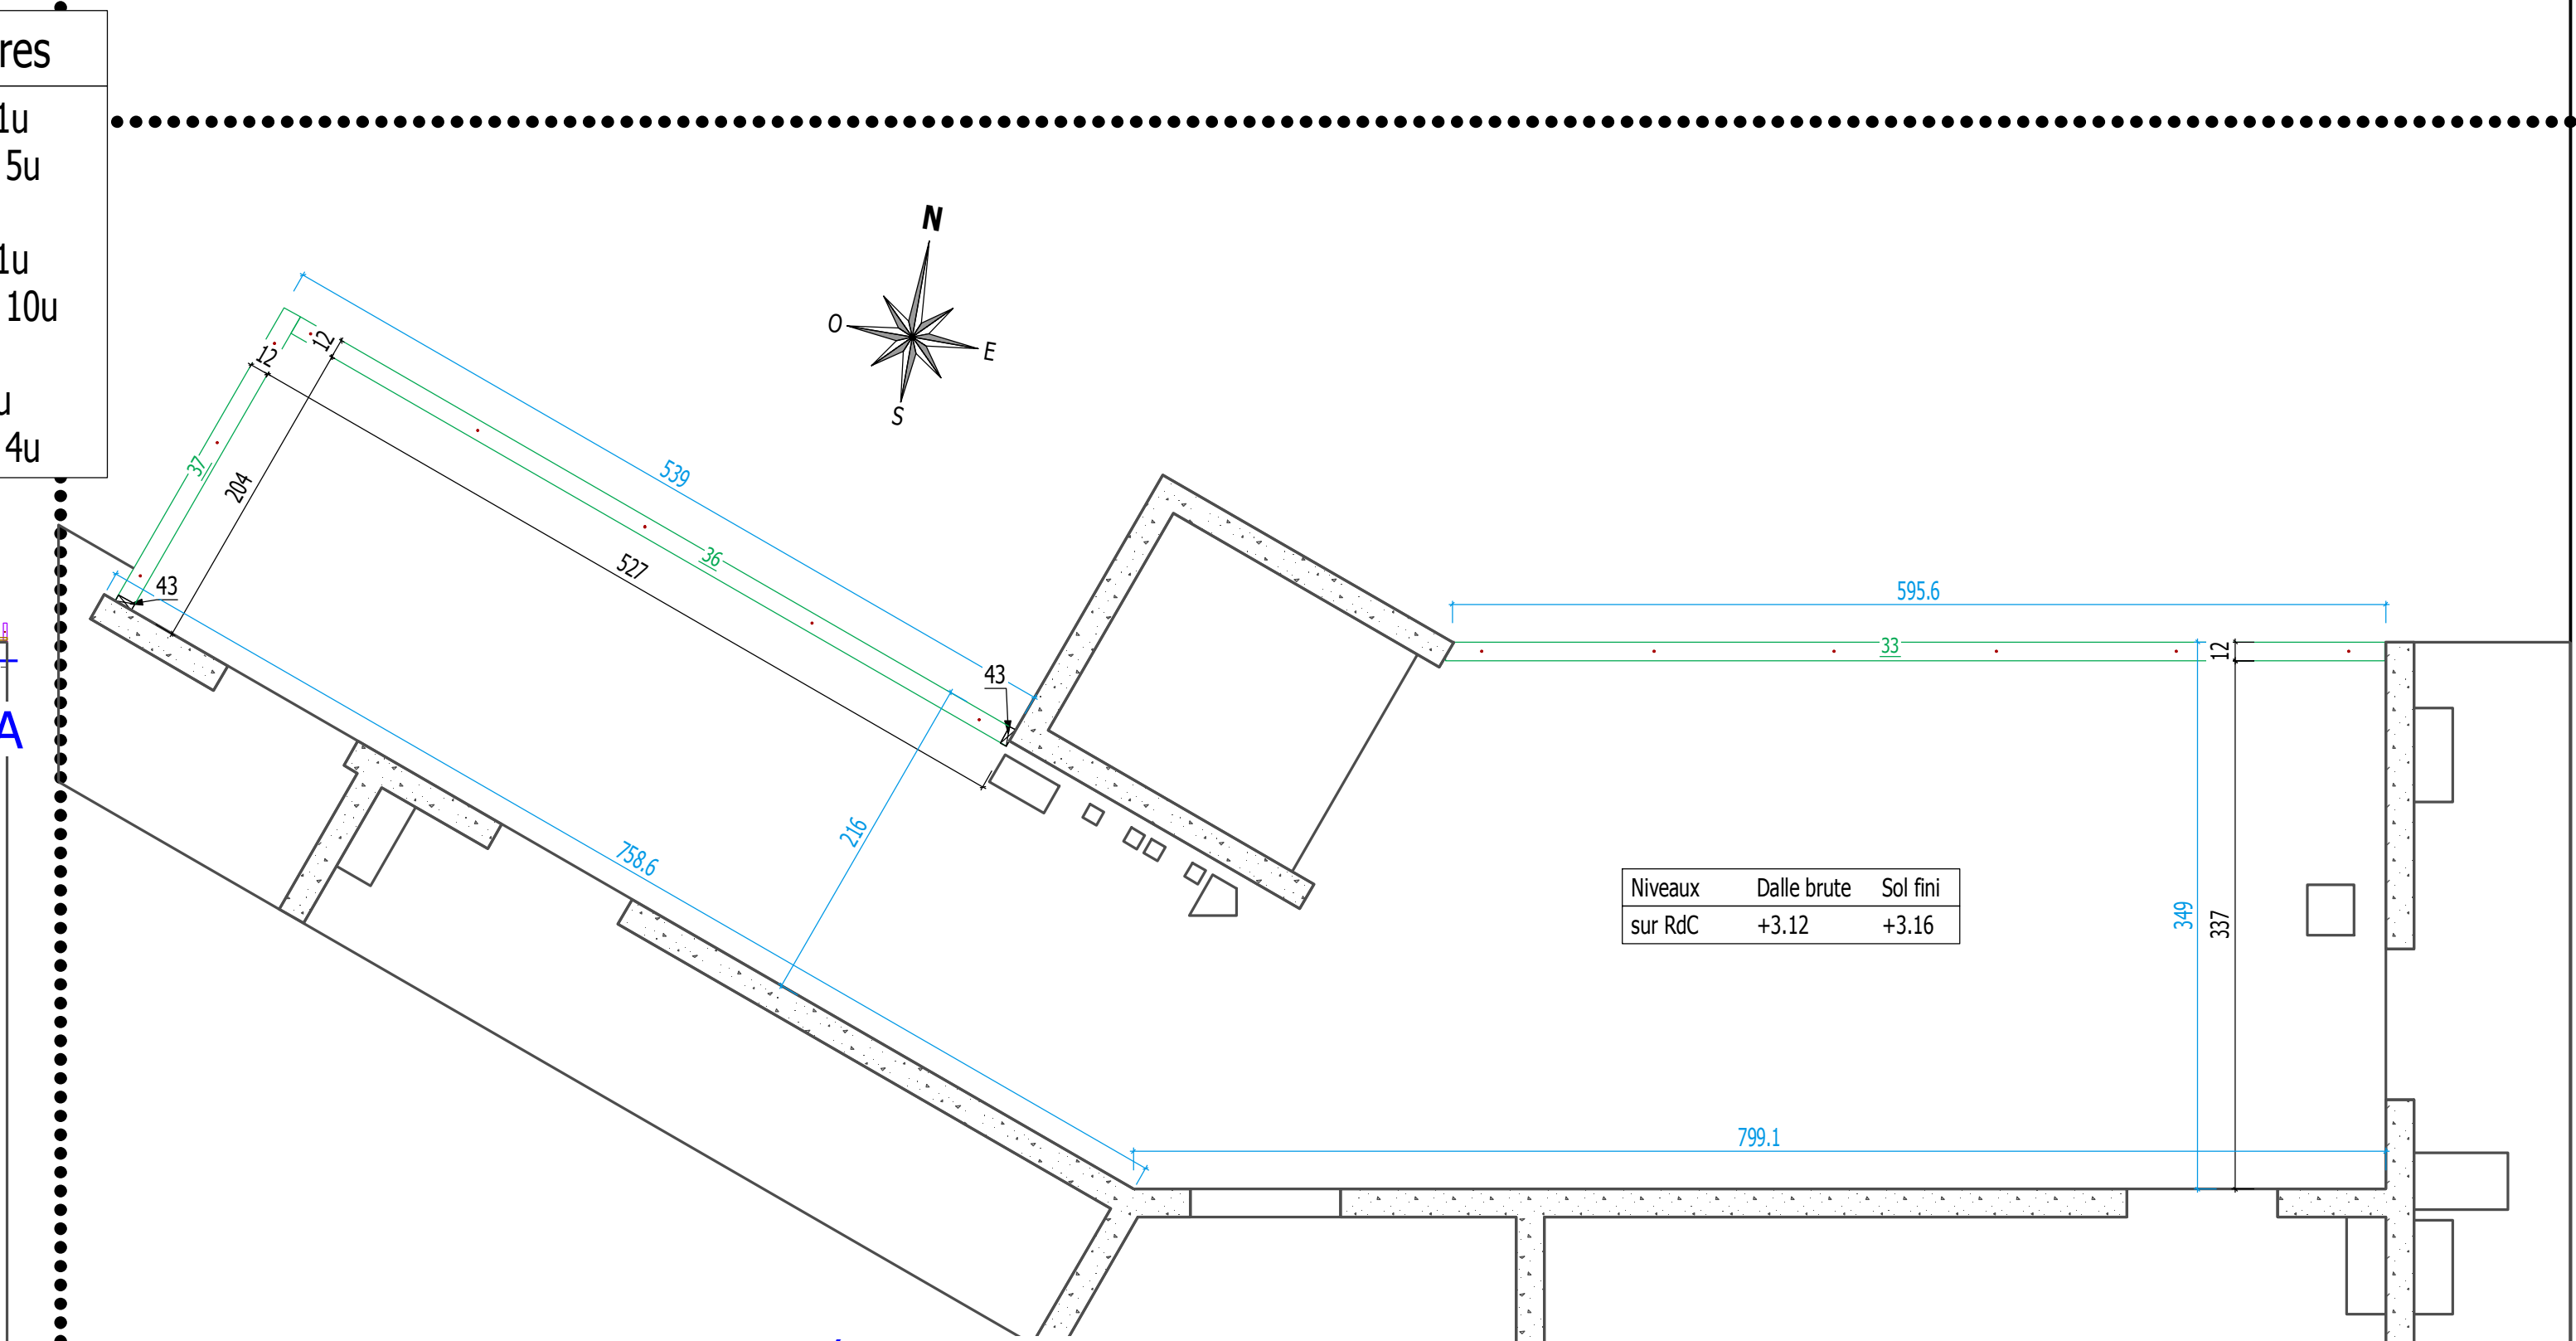 res
1u
5u
1u
10u
u
4u
N
O
E
S
12
12
539
37
204
36
527
43
43
595.6
33
12
A
216
758.6
Niveaux Dalle brute Sol fini
sur RdC +3.12 +3.16
349
337
799.1